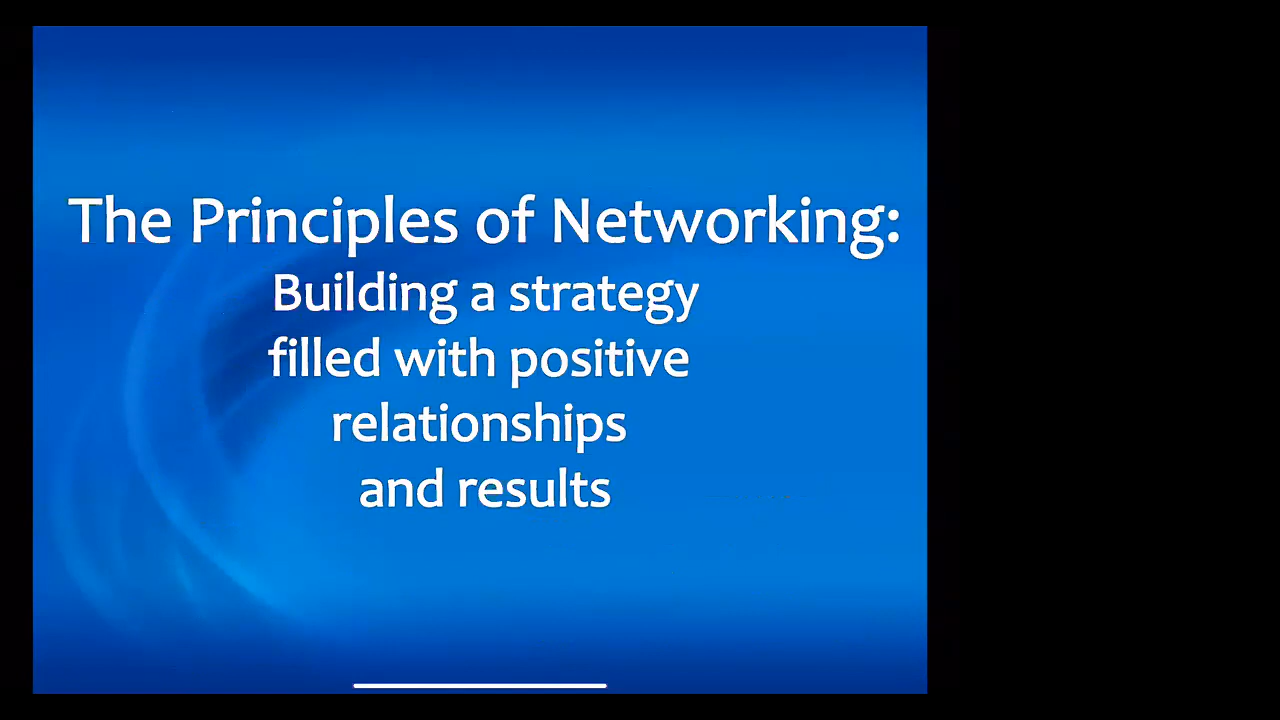 The Principles of Networking:
Building a strategy
filled with positive
relationships
and results